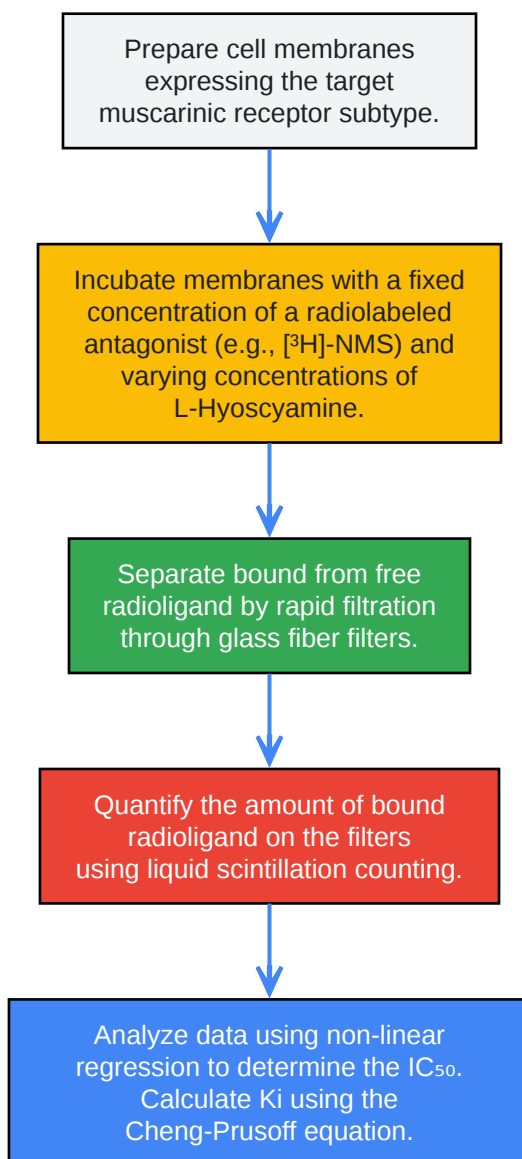 Prepare cell membranes
expressing the target
muscarinic receptor subtype.
Incubate membranes with a fixed
concentration of a radiolabeled
antagonist (e.g., [³H]-NMS) and
varying concentrations of
L-Hyoscyamine.
Separate bound from free
radioligand by rapid filtration
through glass fiber filters.
Quantify the amount of bound
radioligand on the filters
using liquid scintillation counting.
Analyze data using non-linear
regression to determine the IC₅₀.
Calculate Ki using the
Cheng-Prusoff equation.